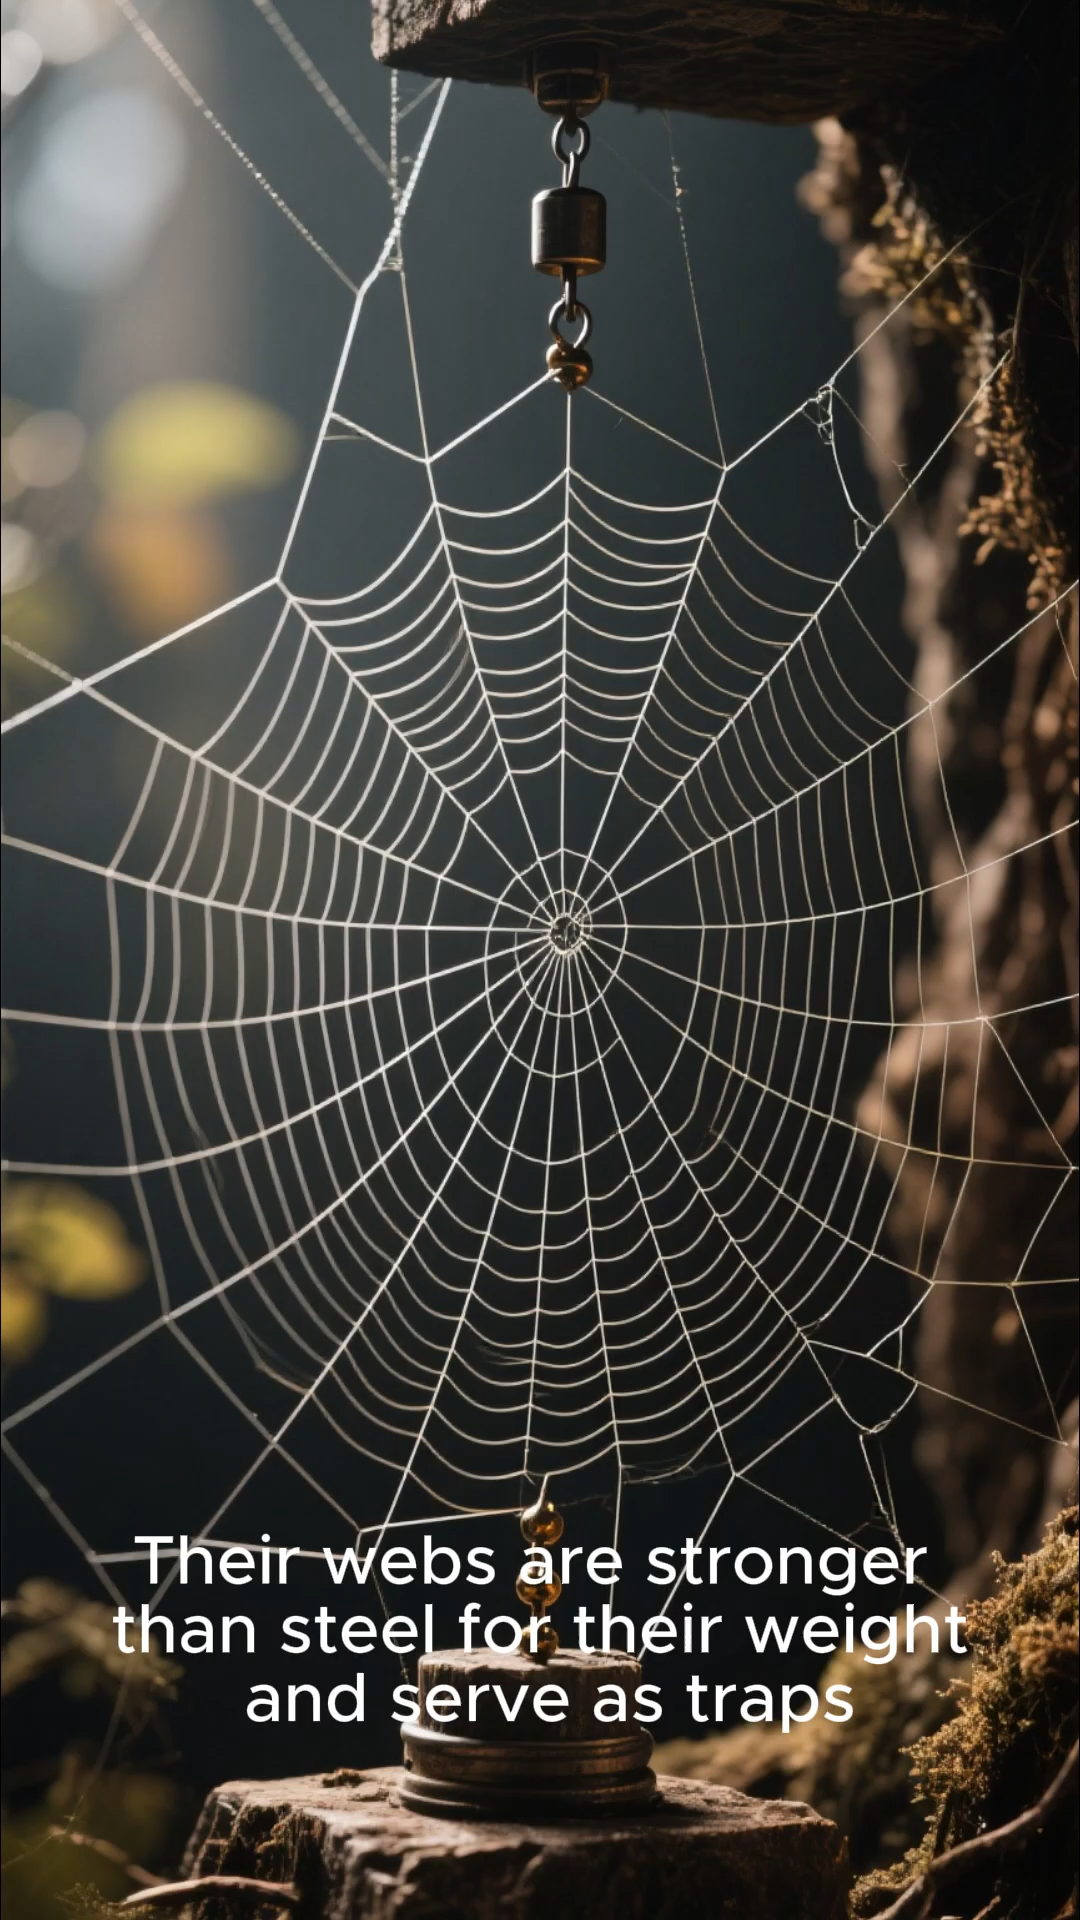 Their webs are stronger
than steel for their weight
and serve as traps